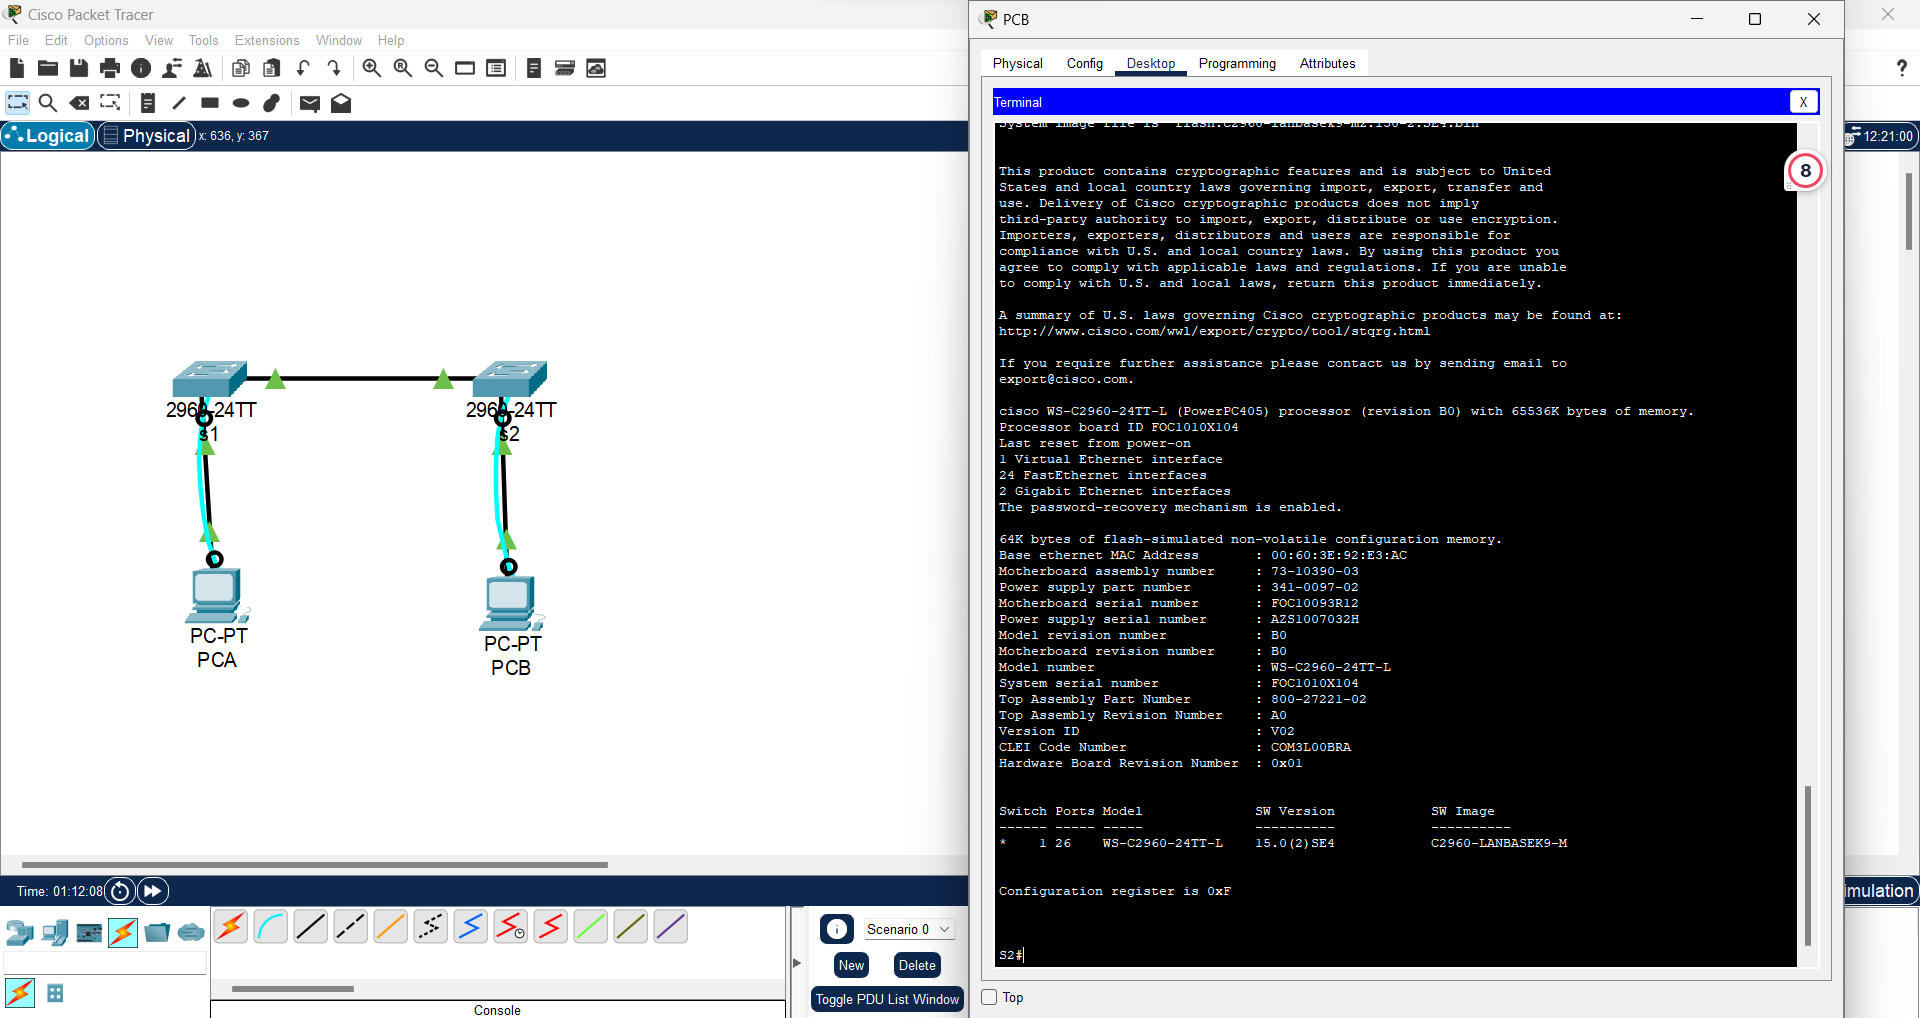 Cisco Packet Tracer
File Edit Options View Tools Extensions Window Help
Logical Physical x: 636, y: 367
2960-24TT
s1
2960-24TT
s2
PC-PT
PCA
PC-PT
PCB
Time: 01:12:08
Console
Scenario 0
New Delete
Toggle PDU List Window
PCB
Physical Config Desktop Programming Attributes
Terminal X
System image file is "flash:c2960-lanbasek9-mz.150-2.SE4.bin"
This product contains cryptographic features and is subject to United
States and local country laws governing import, export, transfer and
use. Delivery of Cisco cryptographic products does not imply
third-party authority to import, export, distribute or use encryption.
Importers, exporters, distributors and users are responsible for
compliance with U.S. and local country laws. By using this product you
agree to comply with applicable laws and regulations. If you are unable
to comply with U.S. and local laws, return this product immediately.
A summary of U.S. laws governing Cisco cryptographic products may be found at:
http://www.cisco.com/wwl/export/crypto/tool/stqrg.html
If you require further assistance please contact us by sending email to
export@cisco.com.
cisco WS-C2960-24TT-L (PowerPC405) processor (revision B0) with 65536K bytes of memory.
Processor board ID FOC1010X104
Last reset from power-on
1 Virtual Ethernet interface
24 FastEthernet interfaces
2 Gigabit Ethernet interfaces
The password-recovery mechanism is enabled.
64K bytes of flash-simulated non-volatile configuration memory.
Base ethernet MAC Address : 00:60:3E:92:E3:AC
Motherboard assembly number : 73-10390-03
Power supply part number : 341-0097-02
Motherboard serial number : FOC10093R12
Power supply serial number : AZS1007032H
Model revision number : B0
Motherboard revision number : B0
Model number : WS-C2960-24TT-L
System serial number : FOC1010X104
Top Assembly Part Number : 800-27221-02
Top Assembly Revision Number : A0
Version ID : V02
CLEI Code Number : COM3L00BRA
Hardware Board Revision Number : 0x01
Switch Ports Model SW Version SW Image
------ ----- ----- ---------- ----------
* 1 26 WS-C2960-24TT-L 15.0(2)SE4 C2960-LANBASEK9-M
Configuration register is 0xF
S2#
Top
?
12:21:00
8
imulation